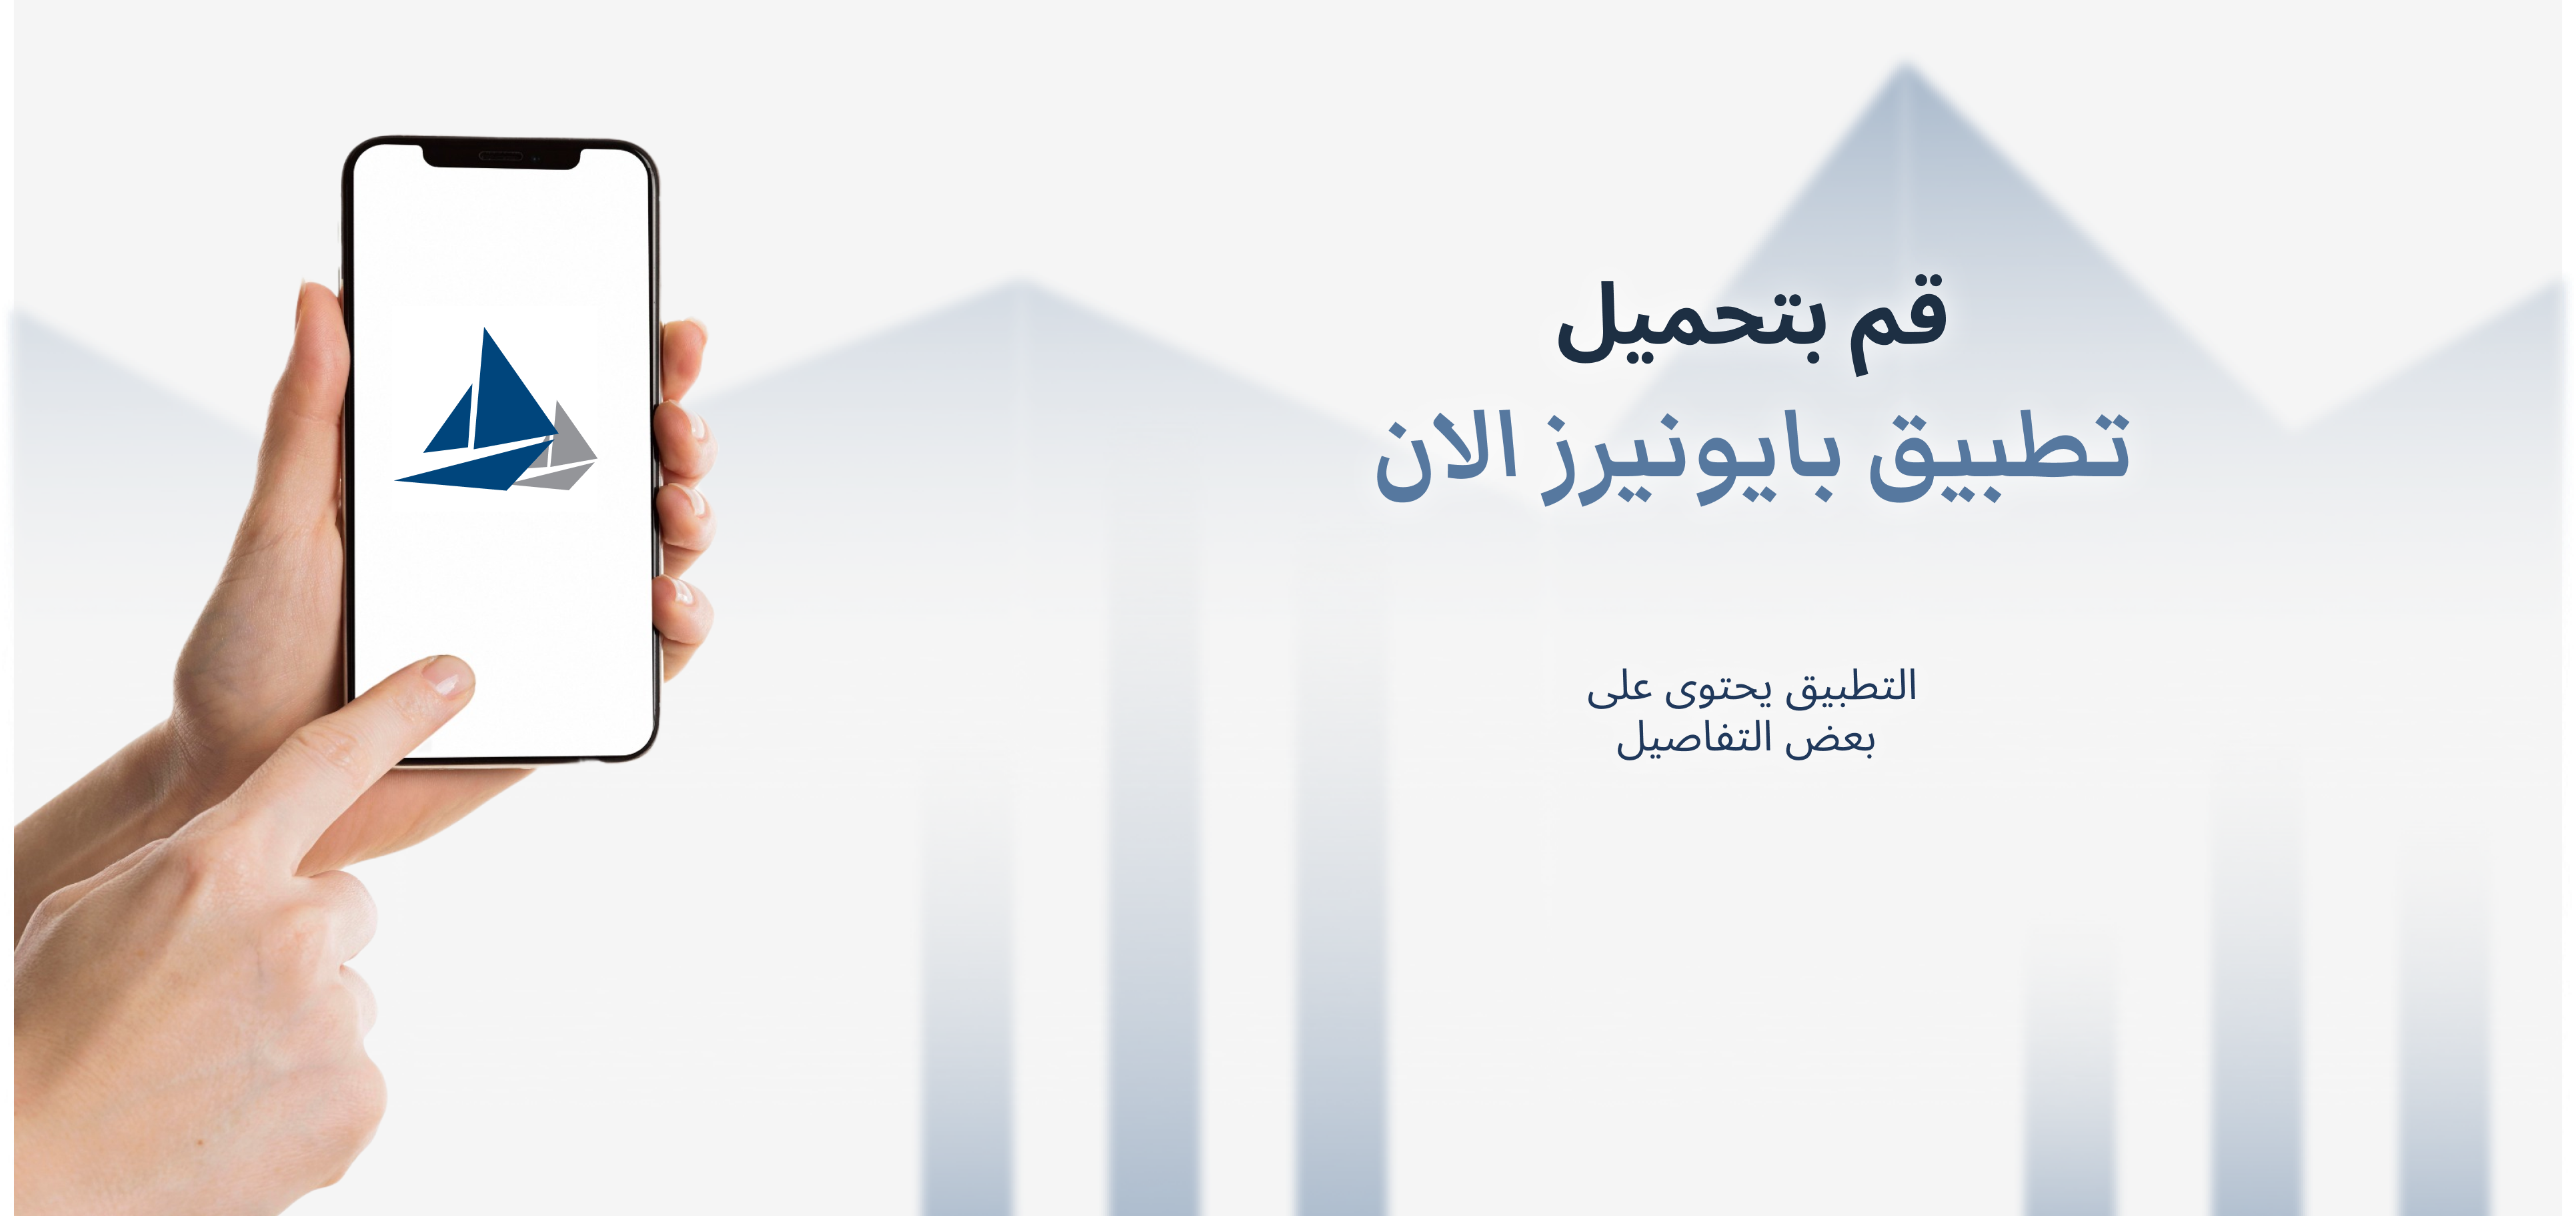 قم بتحميل
تطبيق بايونيرز الان
التطبيق يحتوى على
بعض التفاصيل